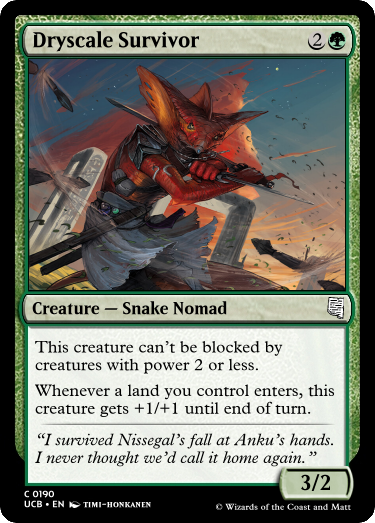 Dryscale Survivor 2
Creature — Snake Nomad
This creature can't be blocked by
creatures with power 2 or less.
Whenever a land you control enters, this
creature gets +1/+1 until end of turn.
“I survived Nissegal's fall at Anku's hands.
I never thought we'd call it home again.”
3/2
C 0190
UCB • EN TIMI-HONKANEN
© Wizards of the Coast and Matt